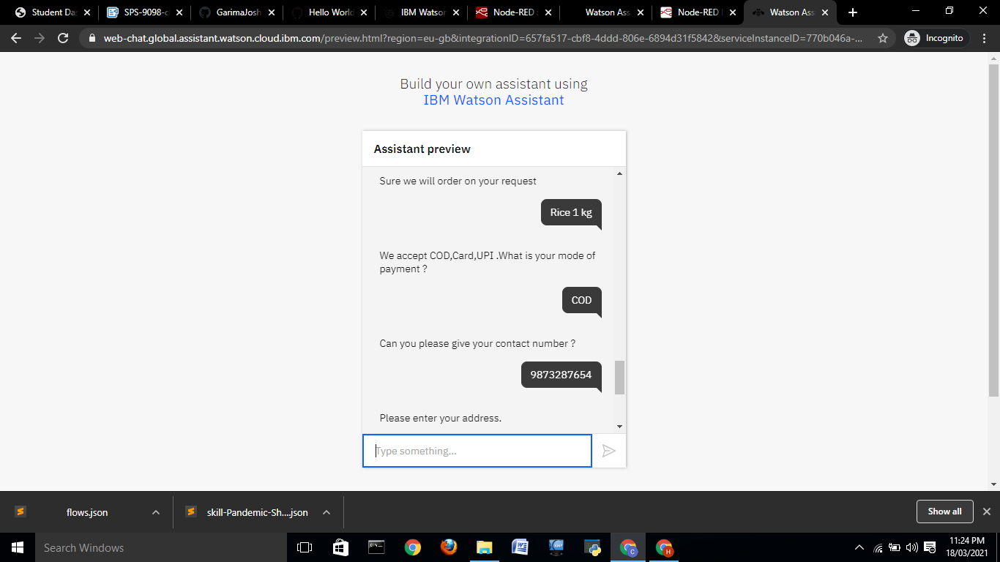 Student Da
SPS-9098-c
GarimaJosh
Hello World
IBM Watson
Node-RED
Watson Ass
Node-RED
Watson Ass
web-chat.global.assistant.watson.cloud.ibm.com/preview.html?region=eu-gb&integrationID=657fa517-cbf8-4ddd-806e-6894d31f5842&serviceInstanceID=770b046a-...
Incognito
Build your own assistant using
IBM Watson Assistant
Assistant preview
Sure we will order on your request
Rice 1 kg
We accept COD,Card,UPI .What is your mode of
payment ?
COD
Can you please give your contact number ?
9873287654
Please enter your address.
Type something...
flows.json
skill-Pandemic-Sh....json
Show all
Search Windows
11:24 PM
18/03/2021